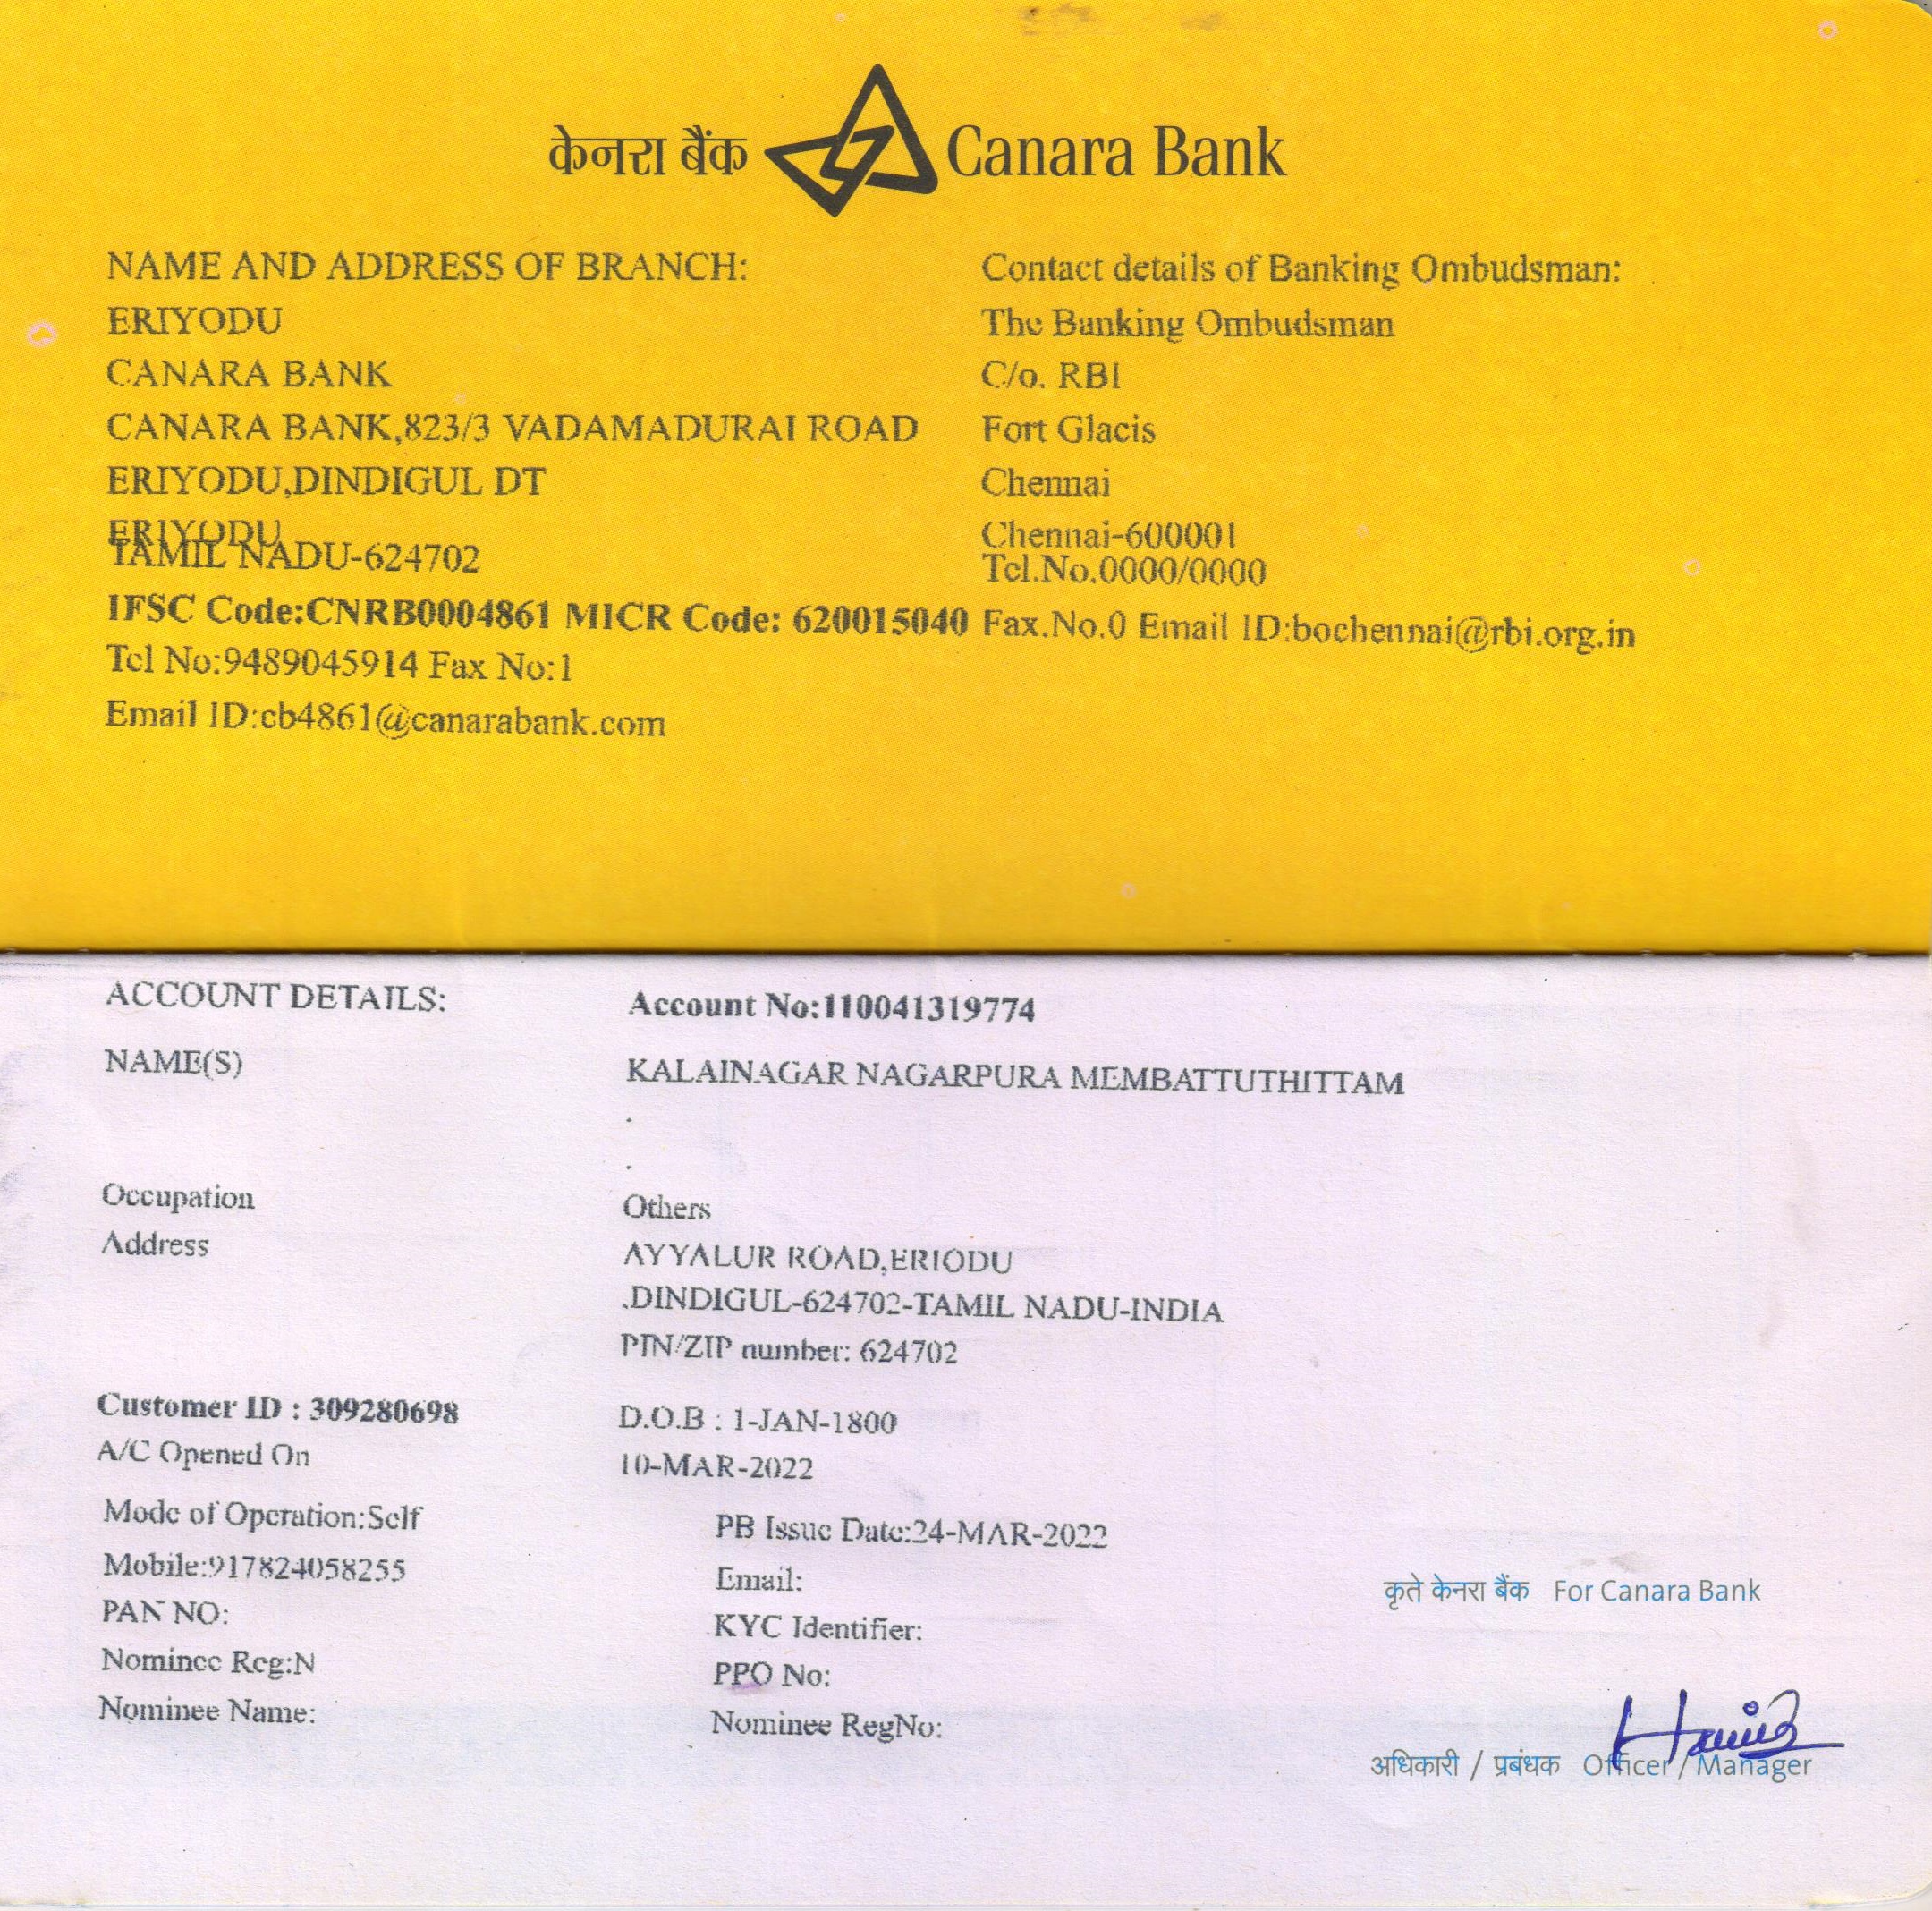 केनरा बैंक Canara Bank
NAME AND ADDRESS OF BRANCH:
ERIYODU
CANARA BANK
CANARA BANK,823/3 VADAMADURAI ROAD
ERIYODU,DINDIGUL DT
ERIYODU
TAMIL NADU-624702
IFSC Code:CNRB0004861 MICR Code: 620015040
Tel No:9489045914 Fax No:1
Email ID:cb4861@canarabank.com
Contact details of Banking Ombudsman:
The Banking Ombudsman
C/o. RBI
Fort Glacis
Chennai
Chennai-600001
Tel.No.0000/0000
Fax.No.0 Email ID:bochennai@rbi.org.in
ACCOUNT DETAILS: Account No:110041319774
NAME(S) KALAINAGAR NAGARPURA MEMBATTUTHITTAM
.
.
Occupation Others
Address AYYALUR ROAD,ERIODU
,DINDIGUL-624702-TAMIL NADU-INDIA
PIN/ZIP number: 624702
Customer ID : 309280698 D.O.B : 1-JAN-1800
A/C Opened On 10-MAR-2022
Mode of Operation:Self PB Issue Date:24-MAR-2022
Mobile:917824058255 Email:
PAN NO: KYC Identifier:
Nominee Reg:N PPO No:
Nominee Name: Nominee RegNo:
कृते केनरा बैंक For Canara Bank
अधिकारी / प्रबंधक Officer / Manager